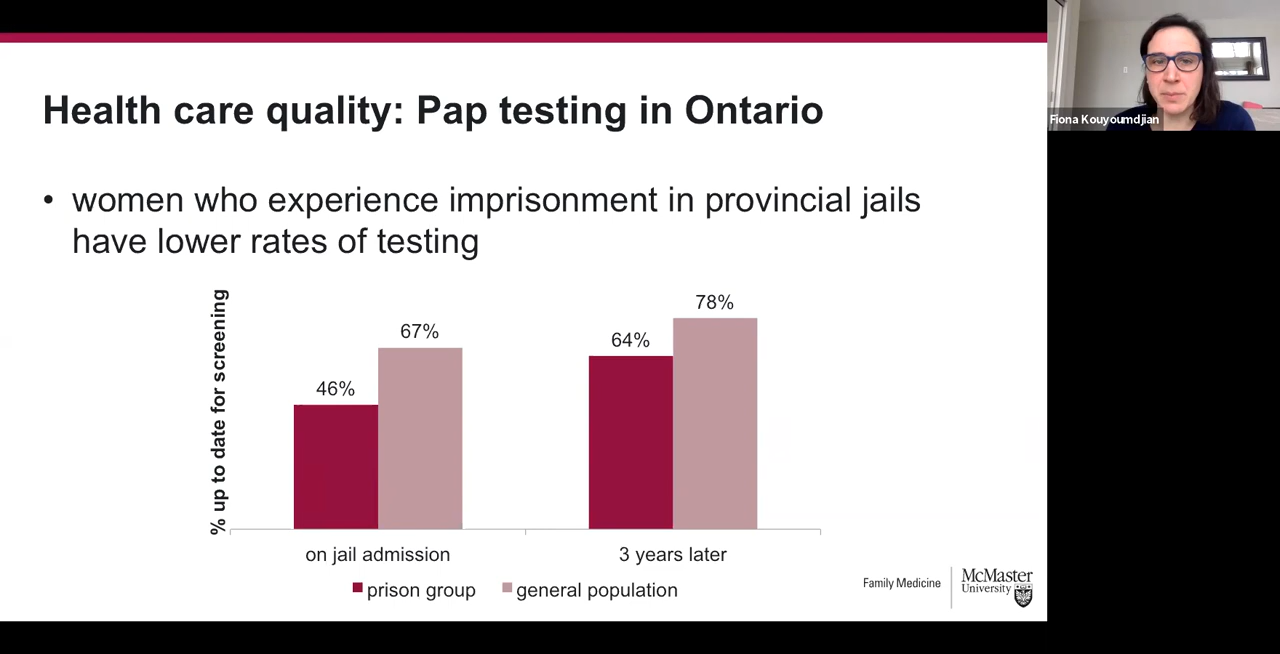 Health care quality: Pap testing in Ontario
• women who experience imprisonment in provincial jails
have lower rates of testing
% up to date for screening
46%
67%
64%
78%
on jail admission
3 years later
prison group
general population
Family Medicine
McMaster
University
Fiona Kouyoumdjian